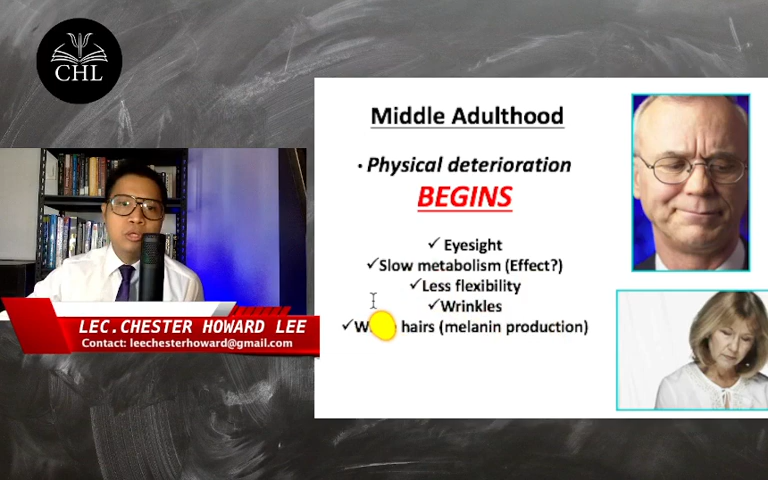 CHL
LEC.CHESTER HOWARD LEE
Contact: leechesterhoward@gmail.com
Middle Adulthood
· Physical deterioration
BEGINS
✓ Eyesight
✓ Slow metabolism (Effect?)
✓ Less flexibility
✓ Wrinkles
✓ hairs (melanin production)